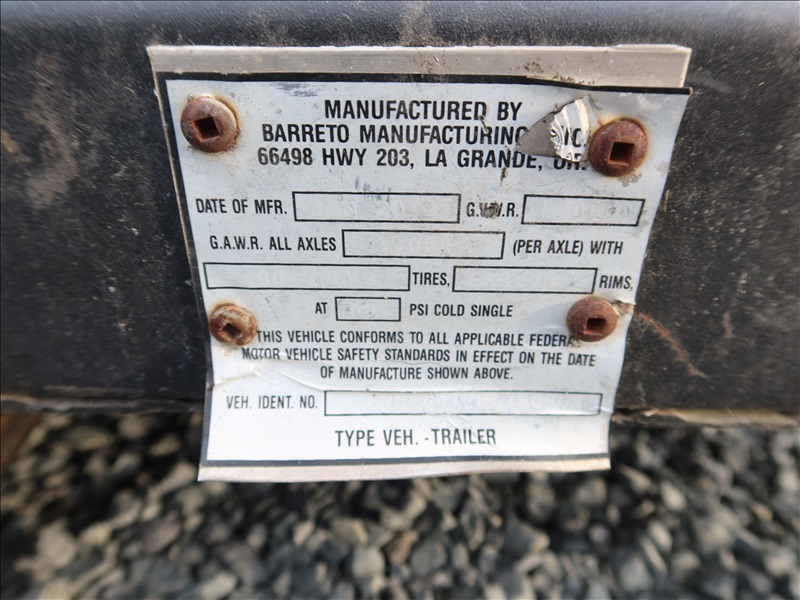 MANUFACTURED BY
BARRETO MANUFACTURING
66498 HWY 203, LA GRANDE, OR.
DATE OF MFR. G.V.W.R.
G.A.W.R. ALL AXLES (PER AXLE) WITH
TIRES, RIMS,
AT PSI COLD SINGLE
THIS VEHICLE CONFORMS TO ALL APPLICABLE FEDERAL
MOTOR VEHICLE SAFETY STANDARDS IN EFFECT ON THE DATE
OF MANUFACTURE SHOWN ABOVE.
VEH. IDENT. NO.
TYPE VEH. -TRAILER